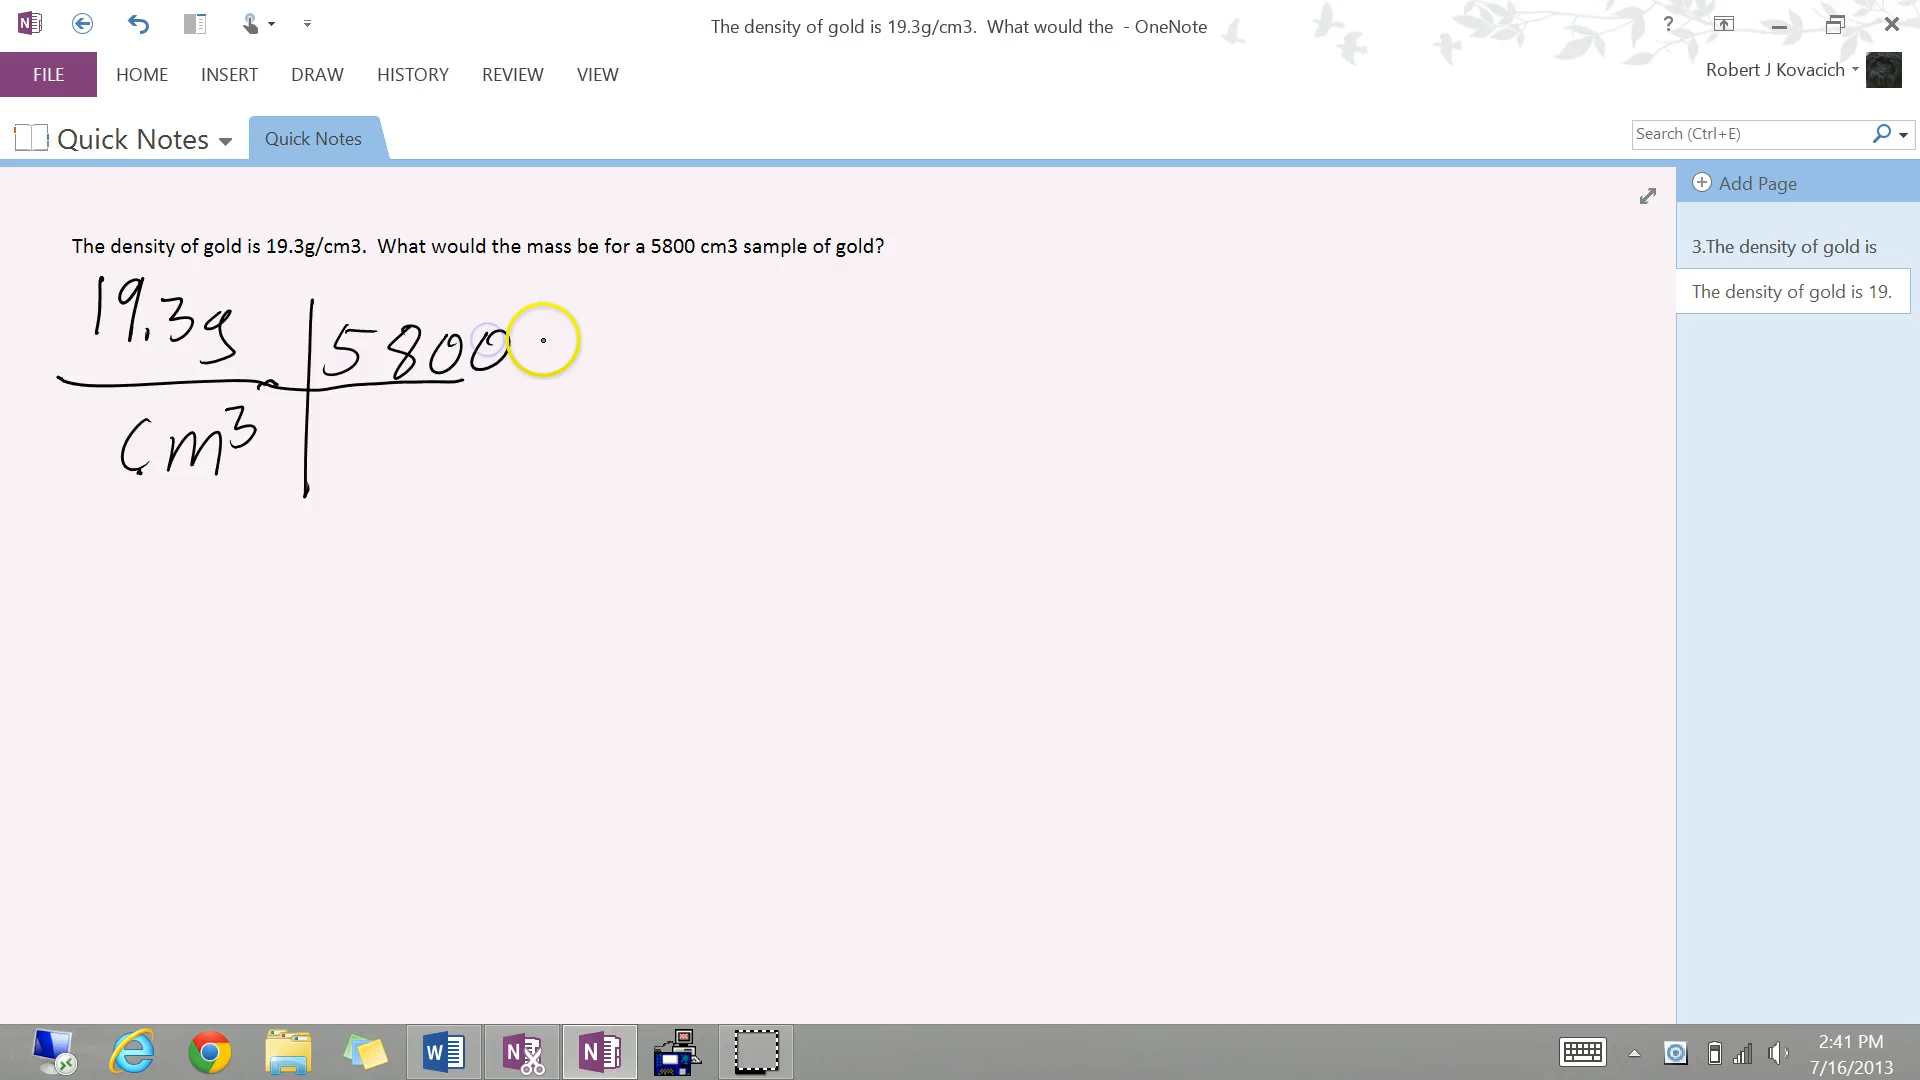 The density of gold is 19.3g/cm3.  What would the  - OneNote
?
Robert J Kovacich
FILE HOME INSERT DRAW HISTORY REVIEW VIEW
Quick Notes
Quick Notes
Search (Ctrl+E)
Add Page
3.The density of gold is
The density of gold is 19.
The density of gold is 19.3g/cm3.  What would the mass be for a 5800 cm3 sample of gold?
19.3g 5800
cm³
2:41 PM
7/16/2013